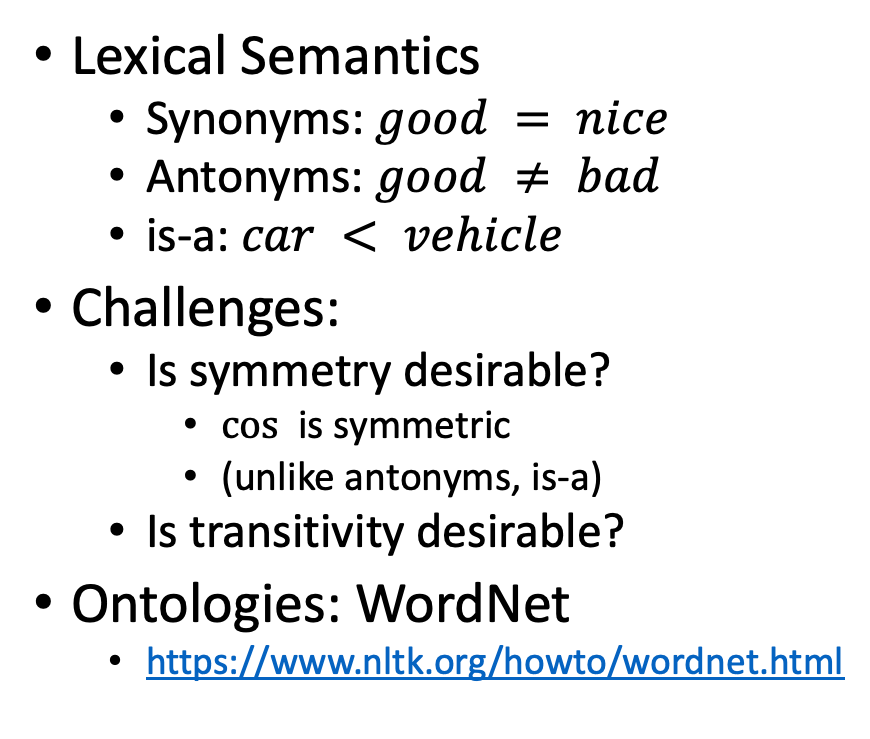 • Lexical Semantics
• Synonyms: good = nice
• Antonyms: good ≠ bad
• is-a: car < vehicle
• Challenges:
• Is symmetry desirable?
• cos is symmetric
• (unlike antonyms, is-a)
• Is transitivity desirable?
• Ontologies: WordNet
• https://www.nltk.org/howto/wordnet.html